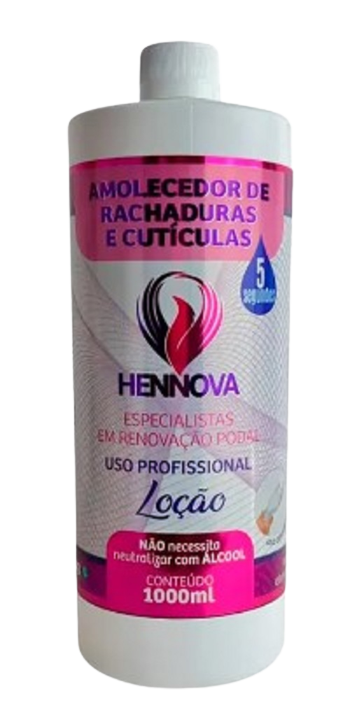 AMOLECEDOR DE
RACHADURAS
E CUTÍCULAS
5
segundos
HENNOVA
ESPECIALISTAS
EM RENOVAÇÃO PODAL
USO PROFISSIONAL
Loção
NÃO necessita
neutralizar com ÁLCOOL
CONTEÚDO
1000ml